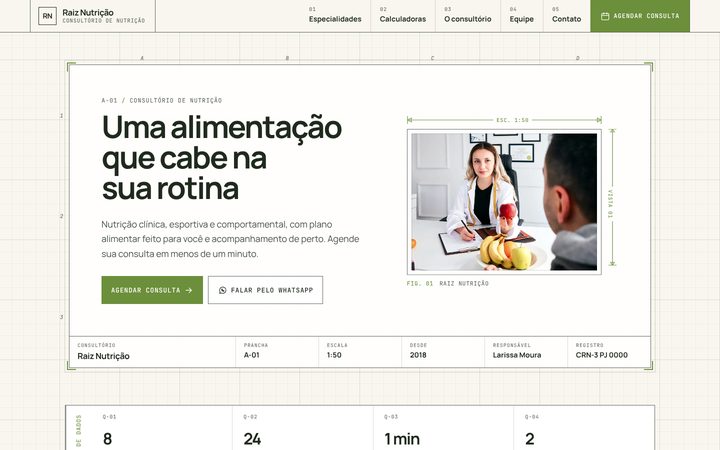 RN
Raiz Nutrição
CONSULTÓRIO DE NUTRIÇÃO
01
Especialidades
02
Calculadoras
03
O consultório
04
Equipe
05
Contato
AGENDAR CONSULTA
A
B
C
D
1
2
3
A-01 / CONSULTÓRIO DE NUTRIÇÃO
Uma alimentação
que cabe na
sua rotina
Nutrição clínica, esportiva e comportamental, com plano
alimentar feito para você e acompanhamento de perto. Agende
sua consulta em menos de um minuto.
AGENDAR CONSULTA
FALAR PELO WHATSAPP
ESC. 1:50
VISTA 01
FIG. 01 RAIZ NUTRIÇÃO
CONSULTÓRIO
Raiz Nutrição
PRANCHA
A-01
ESCALA
1:50
DESDE
2018
RESPONSÁVEL
Larissa Moura
REGISTRO
CRN-3 PJ 0000
DE DADOS
Q-01
8
Q-02
24
Q-03
1 min
Q-04
2